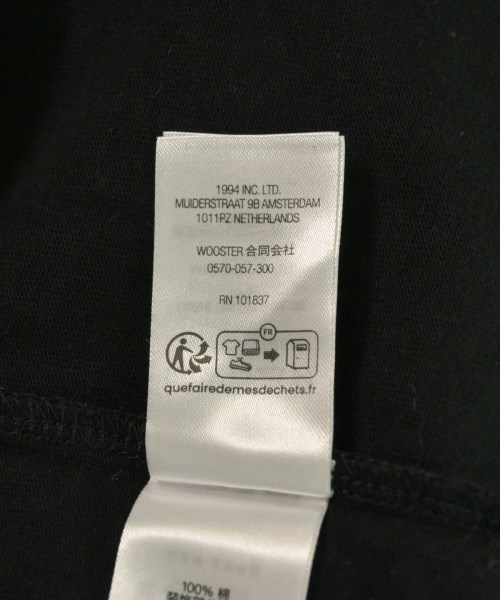 1994 INC. LTD.
MUIDERSTRAAT 9B AMSTERDAM
1011PZ NETHERLANDS
WOOSTER 合同会社
0570-057-300
RN 101837
FR
quefairedemesdechets.fr
100% 棉